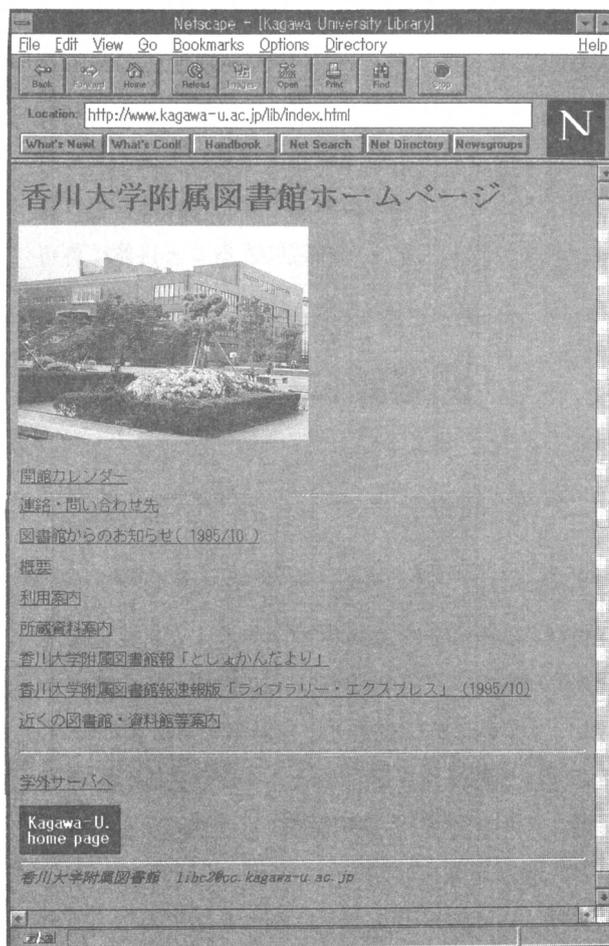 Netscape - [Kagawa University Library]
File Edit View Go Bookmarks Options Directory Help
Back Forward Home Reload Images Open Print Find Stop
Location: http://www.kagawa-u.ac.jp/lib/index.html
N
What's New! What's Cool! Handbook Net Search Net Directory Newsgroups
香川大学附属図書館ホームページ
開館カレンダー
連絡・問い合わせ先
図書館からのお知らせ( 1995/10 )
概要
利用案内
所蔵資料案内
香川大学附属図書館報「としょかんだより」
香川大学附属図書館報速報版「ライブラリー・エクスプレス」 (1995/10)
近くの図書館・資料館等案内
学外サーバへ
Kagawa-U.
home page
香川大学附属図書館 libc2@cc.kagawa-u.ac.jp